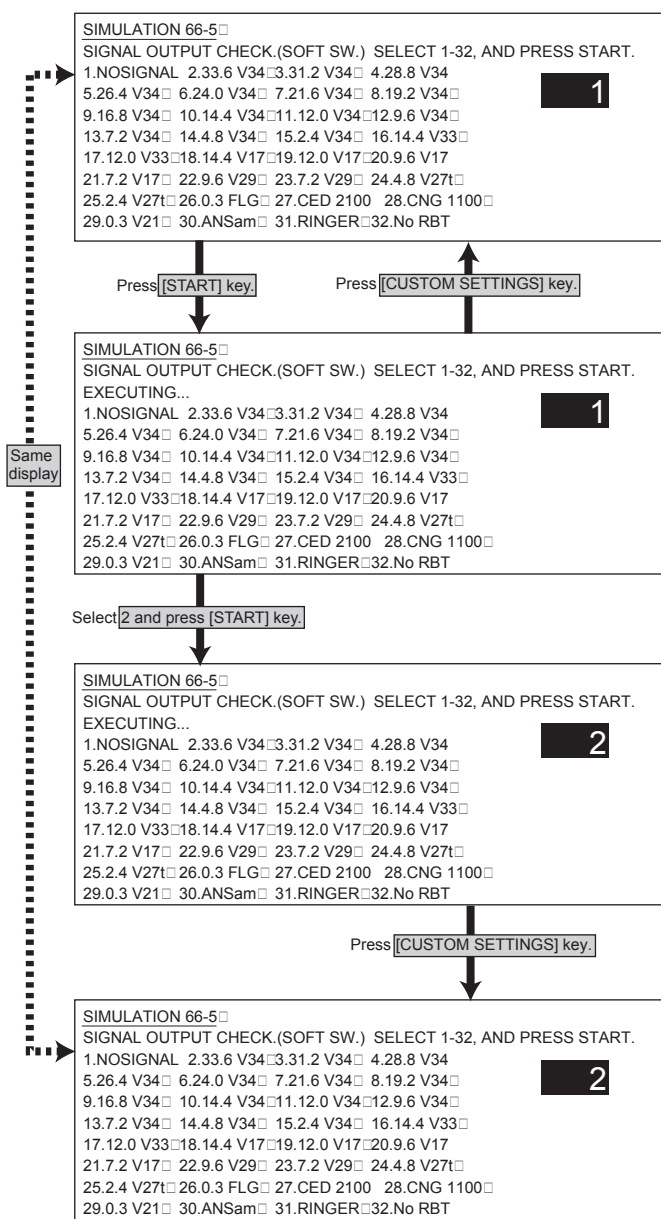 SIMULATION 66-5□
SIGNAL OUTPUT CHECK.(SOFT SW.) SELECT 1-32, AND PRESS START.
1.NOSIGNAL 2.33.6 V34□3.31.2 V34□ 4.28.8 V34
1
5.26.4 V34□ 6.24.0 V34□ 7.21.6 V34□ 8.19.2 V34□
9.16.8 V34□ 10.14.4 V34□11.12.0 V34□12.9.6 V34□
13.7.2 V34□ 14.4.8 V34□ 15.2.4 V34□ 16.14.4 V33□
17.12.0 V33□18.14.4 V17□19.12.0 V17□20.9.6 V17
21.7.2 V17□ 22.9.6 V29□ 23.7.2 V29□ 24.4.8 V27t□
25.2.4 V27t□ 26.0.3 FLG□ 27.CED 2100 28.CNG 1100□
29.0.3 V21□ 30.ANSam□ 31.RINGER□32.No RBT
Press [START] key.
Press [CUSTOM SETTINGS] key.
SIMULATION 66-5□
SIGNAL OUTPUT CHECK.(SOFT SW.) SELECT 1-32, AND PRESS START.
EXECUTING...
1.NOSIGNAL 2.33.6 V34□3.31.2 V34□ 4.28.8 V34
1
5.26.4 V34□ 6.24.0 V34□ 7.21.6 V34□ 8.19.2 V34□
9.16.8 V34□ 10.14.4 V34□11.12.0 V34□12.9.6 V34□
13.7.2 V34□ 14.4.8 V34□ 15.2.4 V34□ 16.14.4 V33□
17.12.0 V33□18.14.4 V17□19.12.0 V17□20.9.6 V17
21.7.2 V17□ 22.9.6 V29□ 23.7.2 V29□ 24.4.8 V27t□
25.2.4 V27t□ 26.0.3 FLG□ 27.CED 2100 28.CNG 1100□
29.0.3 V21□ 30.ANSam□ 31.RINGER□32.No RBT
Same
display
Select 2 and press [START] key.
SIMULATION 66-5□
SIGNAL OUTPUT CHECK.(SOFT SW.) SELECT 1-32, AND PRESS START.
EXECUTING...
1.NOSIGNAL 2.33.6 V34□3.31.2 V34□ 4.28.8 V34
2
5.26.4 V34□ 6.24.0 V34□ 7.21.6 V34□ 8.19.2 V34□
9.16.8 V34□ 10.14.4 V34□11.12.0 V34□12.9.6 V34□
13.7.2 V34□ 14.4.8 V34□ 15.2.4 V34□ 16.14.4 V33□
17.12.0 V33□18.14.4 V17□19.12.0 V17□20.9.6 V17
21.7.2 V17□ 22.9.6 V29□ 23.7.2 V29□ 24.4.8 V27t□
25.2.4 V27t□ 26.0.3 FLG□ 27.CED 2100 28.CNG 1100□
29.0.3 V21□ 30.ANSam□ 31.RINGER□32.No RBT
Press [CUSTOM SETTINGS] key.
SIMULATION 66-5□
SIGNAL OUTPUT CHECK.(SOFT SW.) SELECT 1-32, AND PRESS START.
1.NOSIGNAL 2.33.6 V34□3.31.2 V34□ 4.28.8 V34
2
5.26.4 V34□ 6.24.0 V34□ 7.21.6 V34□ 8.19.2 V34□
9.16.8 V34□ 10.14.4 V34□11.12.0 V34□12.9.6 V34□
13.7.2 V34□ 14.4.8 V34□ 15.2.4 V34□ 16.14.4 V33□
17.12.0 V33□18.14.4 V17□19.12.0 V17□20.9.6 V17
21.7.2 V17□ 22.9.6 V29□ 23.7.2 V29□ 24.4.8 V27t□
25.2.4 V27t□ 26.0.3 FLG□ 27.CED 2100 28.CNG 1100□
29.0.3 V21□ 30.ANSam□ 31.RINGER□32.No RBT